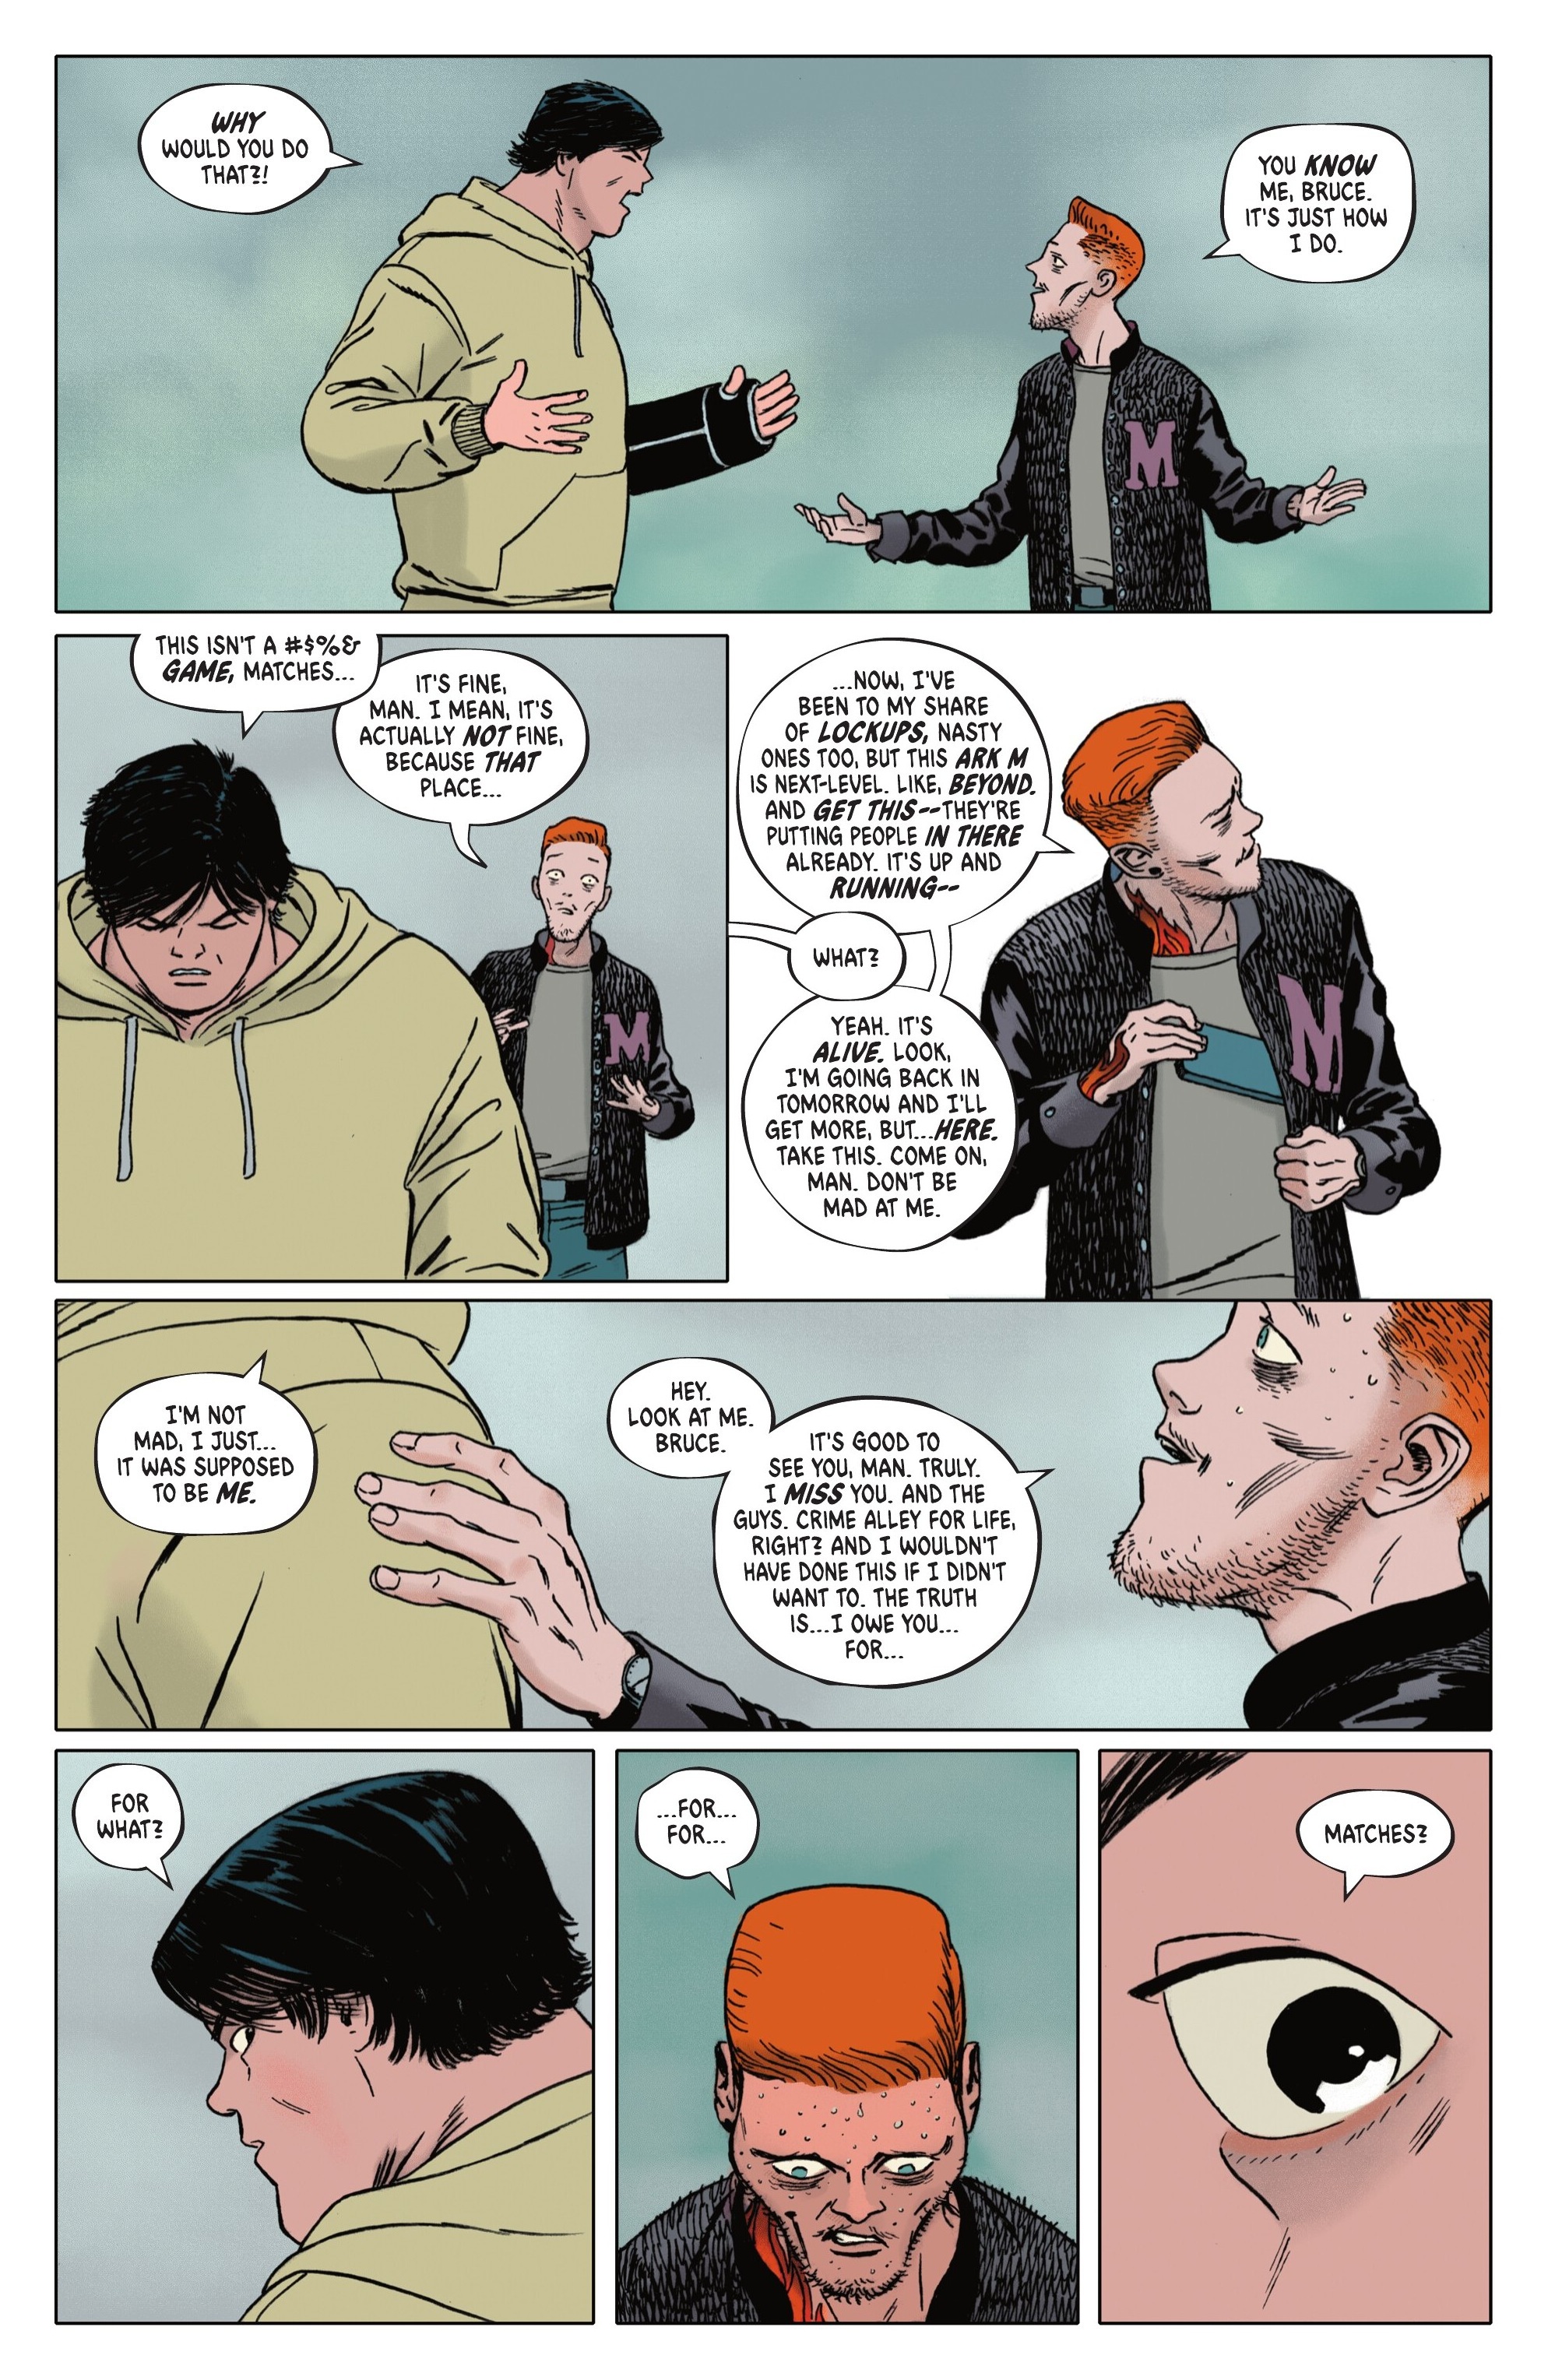 WHY
WOULD YOU DO
THAT?!
YOU KNOW
ME, BRUCE.
IT'S JUST HOW
I DO.
M
THIS ISN'T A #$%&
GAME, MATCHES...
IT'S FINE,
MAN. I MEAN, IT'S
ACTUALLY NOT FINE,
BECAUSE THAT
PLACE...
M
...NOW, I'VE
BEEN TO MY SHARE
OF LOCKUPS, NASTY
ONES TOO, BUT THIS ARK M
IS NEXT-LEVEL. LIKE, BEYOND.
AND GET THIS--THEY'RE
PUTTING PEOPLE IN THERE
ALREADY. IT'S UP AND
RUNNING--
WHAT?
YEAH. IT'S
ALIVE. LOOK,
I'M GOING BACK IN
TOMORROW AND I'LL
GET MORE, BUT...HERE.
TAKE THIS. COME ON,
MAN. DON'T BE
MAD AT ME.
M
I'M NOT
MAD, I JUST...
IT WAS SUPPOSED
TO BE ME.
HEY.
LOOK AT ME.
BRUCE.
IT'S GOOD TO
SEE YOU, MAN. TRULY.
I MISS YOU. AND THE
GUYS. CRIME ALLEY FOR LIFE,
RIGHT? AND I WOULDN'T
HAVE DONE THIS IF I DIDN'T
WANT TO. THE TRUTH
IS...I OWE YOU...
FOR...
FOR
WHAT?
...FOR...
FOR...
MATCHES?